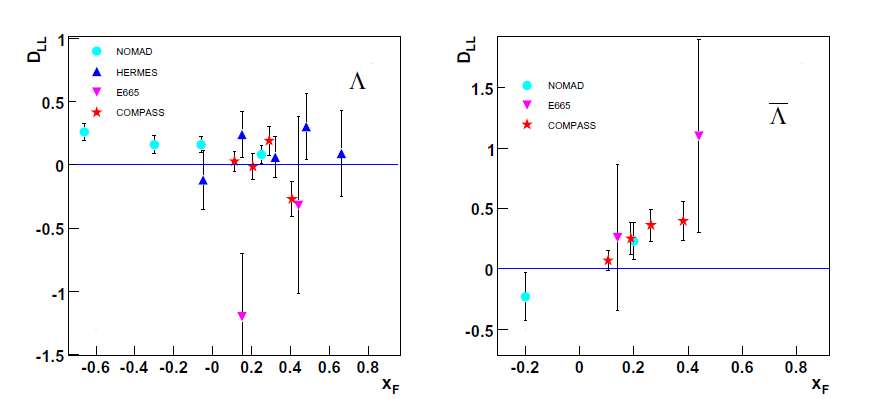 D_LL
1
0.5
0
-0.5
-1
-1.5
NOMAD
HERMES
E665
COMPASS
Λ
-0.6 -0.4 -0.2 -0 0.2 0.4 0.6 0.8
x_F
D_LL
1.5
1
0.5
0
-0.5
NOMAD
E665
COMPASS
Λ̅
-0.2 0 0.2 0.4 0.6 0.8
x_F